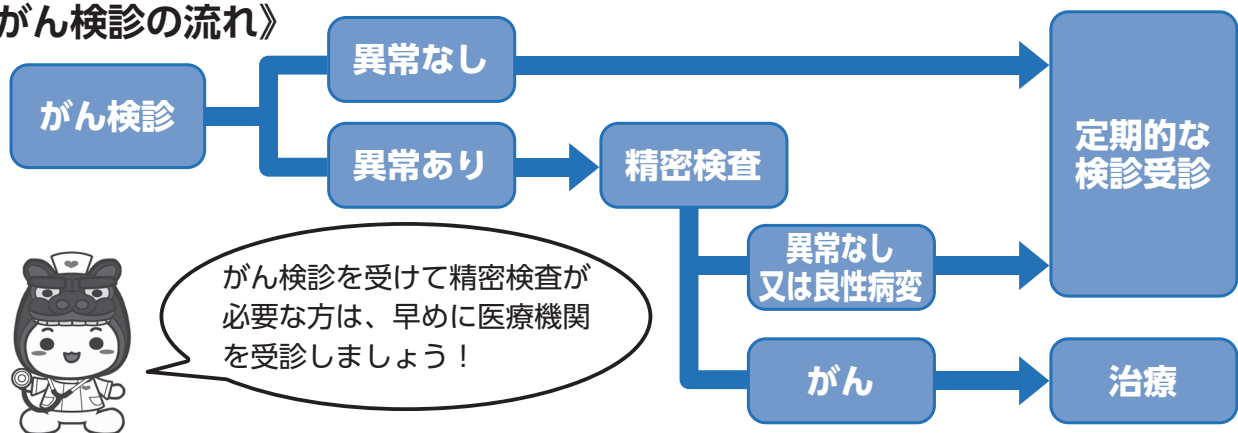 がん検診の流れ》
がん検診
異常なし
異常あり
精密検査
異常なし
又は良性病変
がん
定期的な
検診受診
治療
がん検診を受けて精密検査が
必要な方は、早めに医療機関
を受診しましょう！